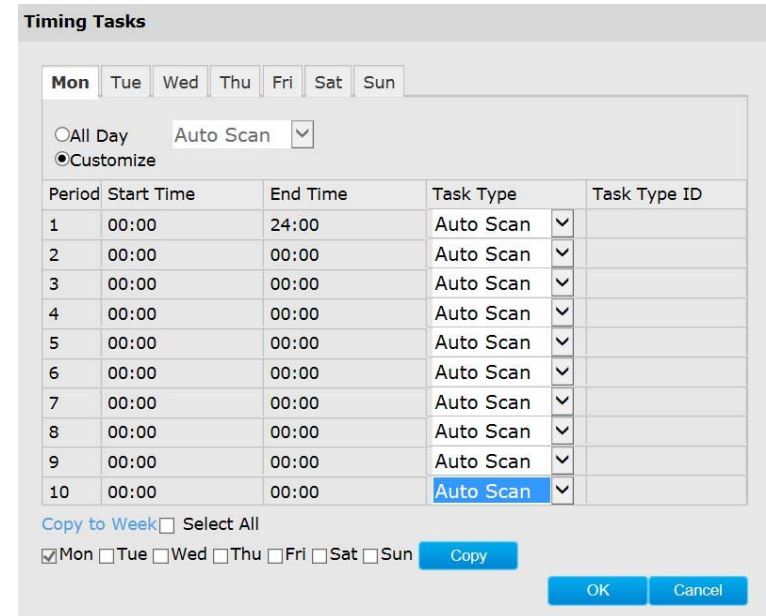 Timing Tasks
Mon Tue Wed Thu Fri Sat Sun
All Day Auto Scan
Customize
Period Start Time End Time Task Type Task Type ID
1 00:00 24:00 Auto Scan
2 00:00 00:00 Auto Scan
3 00:00 00:00 Auto Scan
4 00:00 00:00 Auto Scan
5 00:00 00:00 Auto Scan
6 00:00 00:00 Auto Scan
7 00:00 00:00 Auto Scan
8 00:00 00:00 Auto Scan
9 00:00 00:00 Auto Scan
10 00:00 00:00 Auto Scan
Copy to Week Select All
Mon Tue Wed Thu Fri Sat Sun Copy
OK Cancel